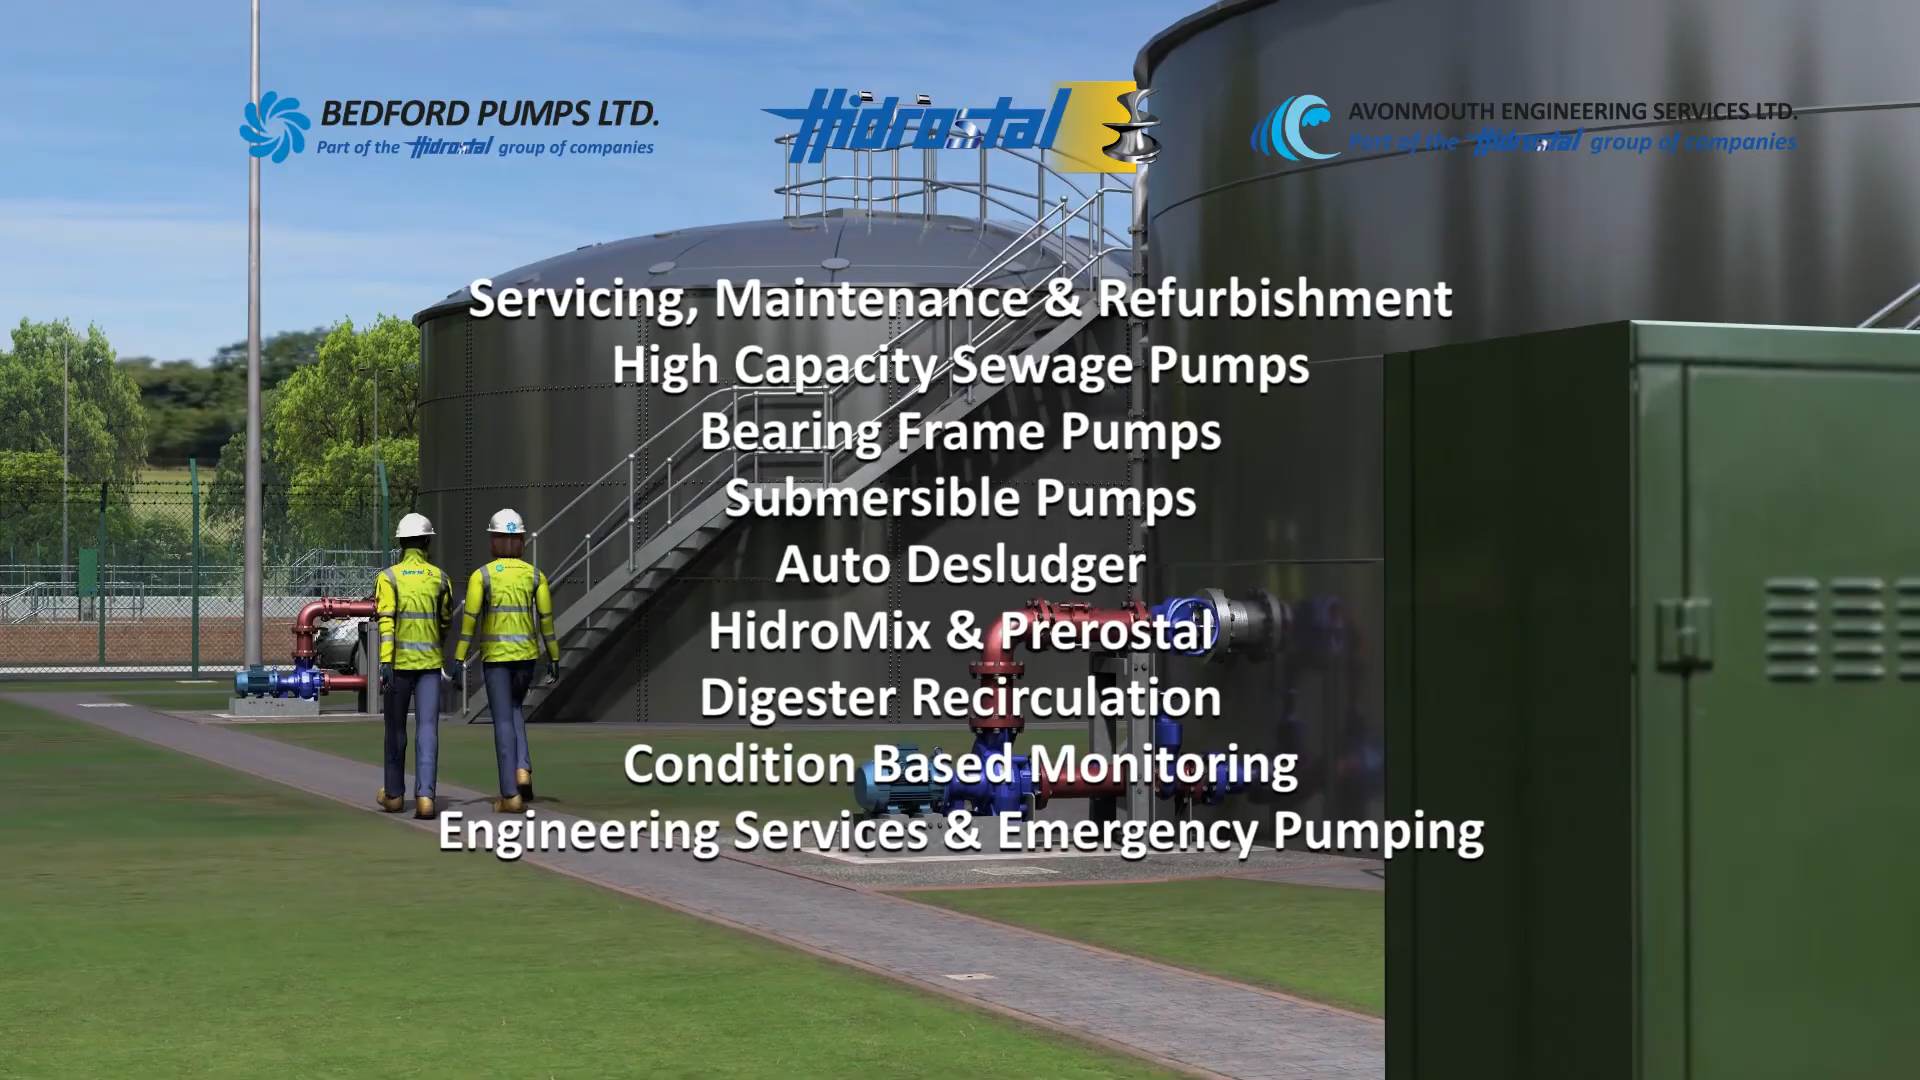 BEDFORD PUMPS LTD.
Part of the Hidrostal group of companies
Hidrostal
AVONMOUTH ENGINEERING SERVICES LTD.
Part of the Hidrostal group of companies
Servicing, Maintenance & Refurbishment
High Capacity Sewage Pumps
Bearing Frame Pumps
Submersible Pumps
Auto Desludger
HidroMix & Prerostal
Digester Recirculation
Condition Based Monitoring
Engineering Services & Emergency Pumping
Hidrostal